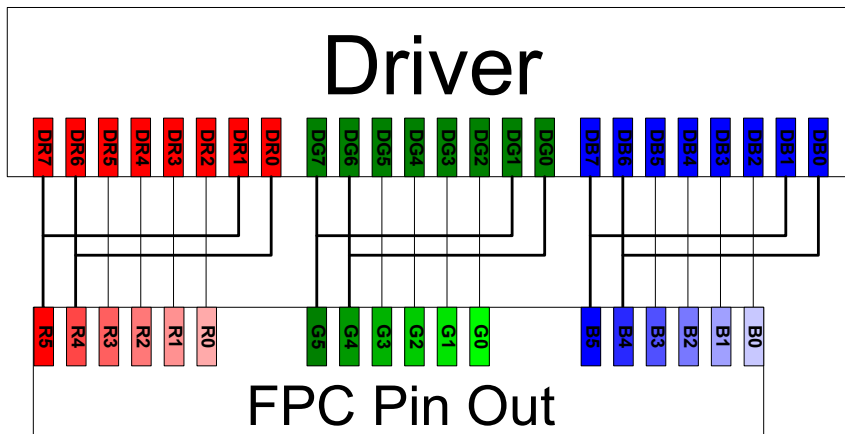 Driver
DR7 DR6 DR5 DR4 DR3 DR2 DR1 DR0 DG7 DG6 DG5 DG4 DG3 DG2 DG1 DG0 DB7 DB6 DB5 DB4 DB3 DB2 DB1 DB0
R5 R4 R3 R2 R1 R0 G5 G4 G3 G2 G1 G0 B5 B4 B3 B2 B1 B0
FPC Pin Out